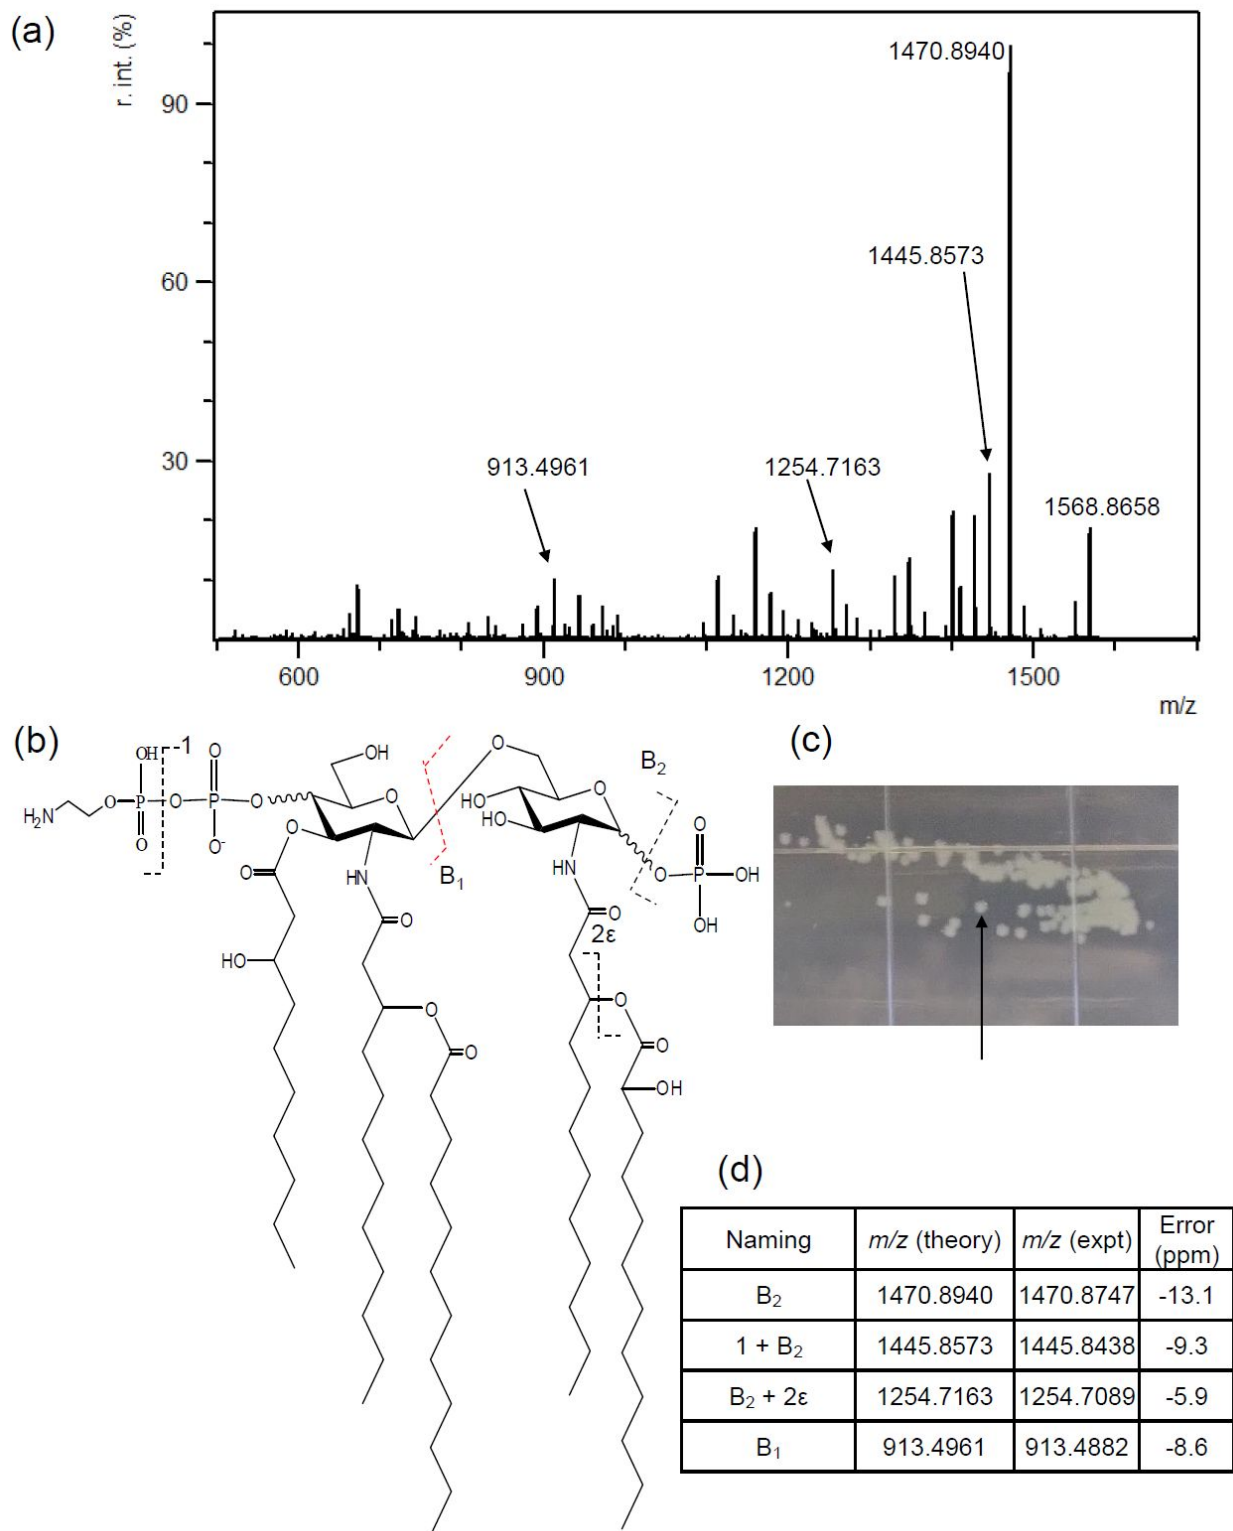 (a)
r. int. (%)
90
60
30
1470.8940
1445.8573
913.4961
1254.7163
1568.8658
600
900
1200
1500
m/z
(b)
OH
1
O
OH
O
B2
O
H2N
O
P
O
P
O
O
O
HO
HO
O
P
OH
O
O-
O
HN
B1
HN
O
OH
O
O
O
2ε
HO
O
O
O
O
OH
(c)
(d)
Naming m/z (theory) m/z (expt) Error (ppm)
B2 1470.8940 1470.8747 -13.1
1 + B2 1445.8573 1445.8438 -9.3
B2 + 2ε 1254.7163 1254.7089 -5.9
B1 913.4961 913.4882 -8.6